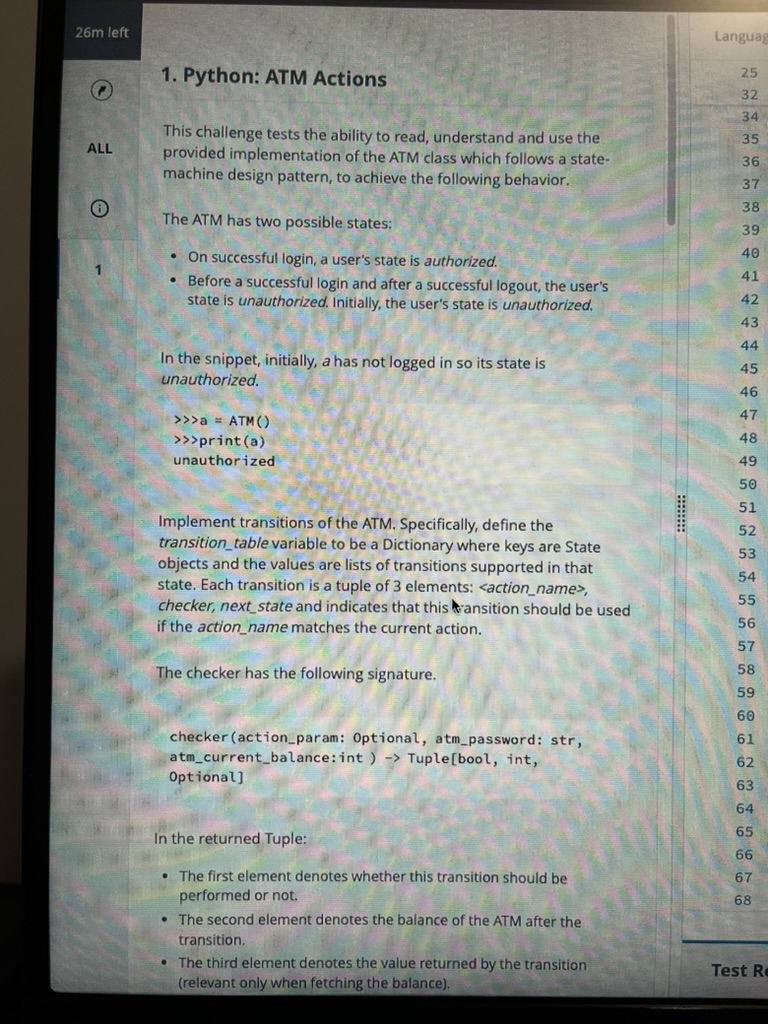 26m left
Languag
1. Python: ATM Actions
ALL
1
This challenge tests the ability to read, understand and use the
provided implementation of the ATM class which follows a state-
machine design pattern, to achieve the following behavior.
The ATM has two possible states:
• On successful login, a user's state is authorized.
• Before a successful login and after a successful logout, the user's
state is unauthorized. Initially, the user's state is unauthorized.
In the snippet, initially, a has not logged in so its state is
unauthorized.
>>>a = ATM()
>>>print(a)
unauthorized
Implement transitions of the ATM. Specifically, define the
transition_table variable to be a Dictionary where keys are State
objects and the values are lists of transitions supported in that
state. Each transition is a tuple of 3 elements: <action_name>,
checker, next_state and indicates that this transition should be used
if the action_name matches the current action.
The checker has the following signature.
checker(action_param: Optional, atm_password: str,
atm_current_balance:int ) -> Tuple[bool, int,
Optional]
In the returned Tuple:
• The first element denotes whether this transition should be
performed or not.
• The second element denotes the balance of the ATM after the
transition.
• The third element denotes the value returned by the transition
(relevant only when fetching the balance).
25
32
34
35
36
37
38
39
40
41
42
43
44
45
46
47
48
49
50
51
52
53
54
55
56
57
58
59
60
61
62
63
64
65
66
67
68
Test Re